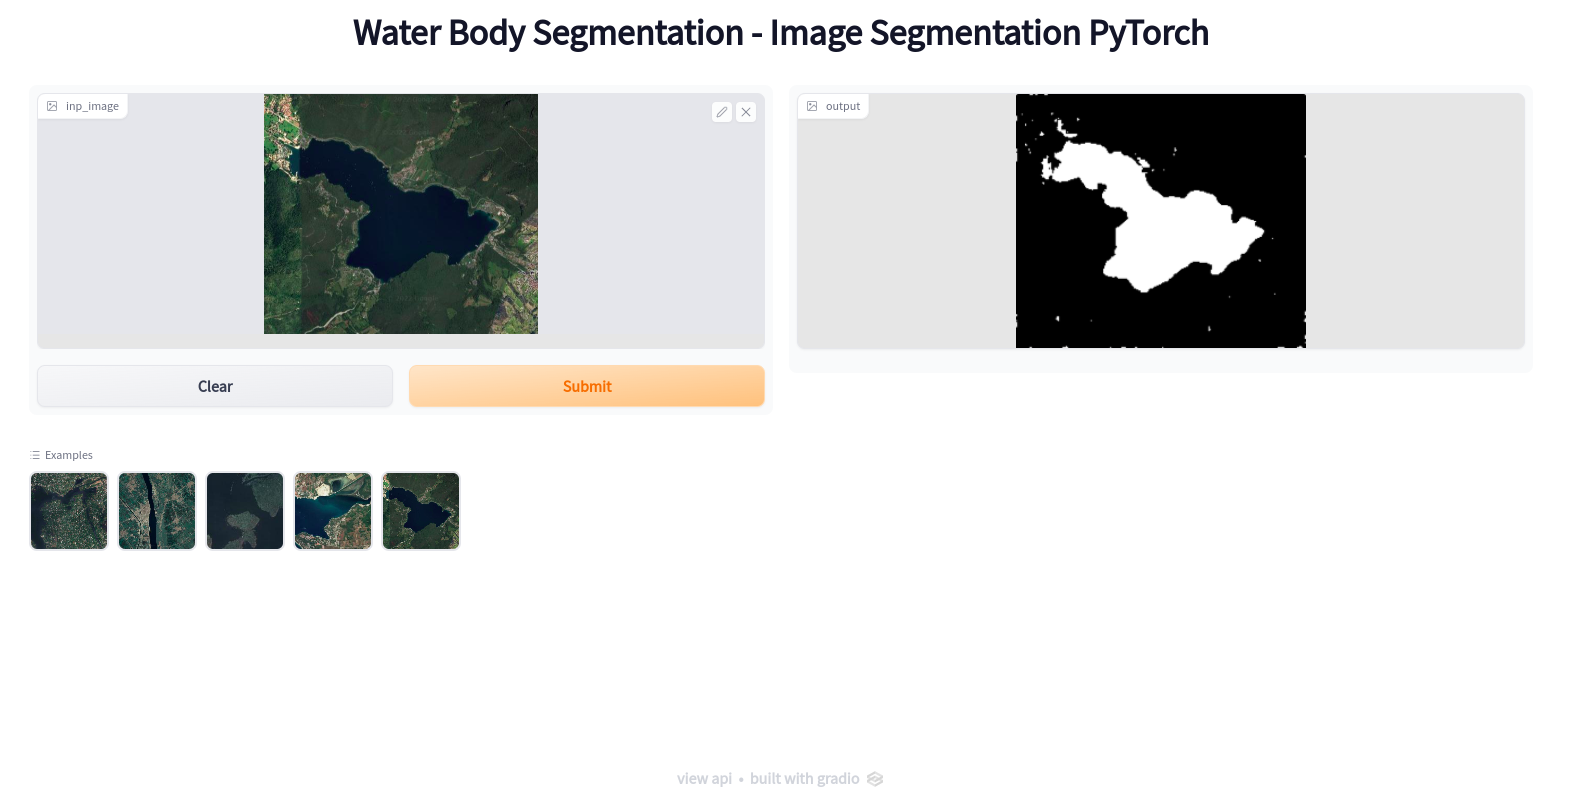 Water Body Segmentation - Image Segmentation PyTorch
inp_image
output
Clear
Submit
Examples
view api • built with gradio